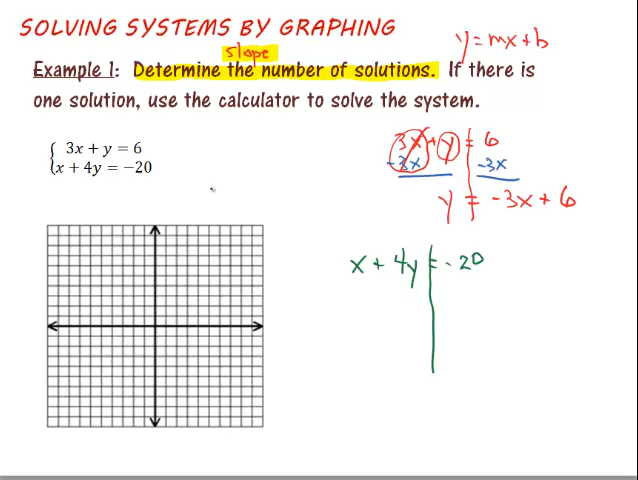 SOLVING SYSTEMS BY GRAPHING
y = mx + b
slope
Example 1: Determine the number of solutions. If there is
one solution, use the calculator to solve the system.
3x + y = 6
x + 4y = −20
3x + y = 6
-3x -3x
y = -3x + 6
x + 4y = -20